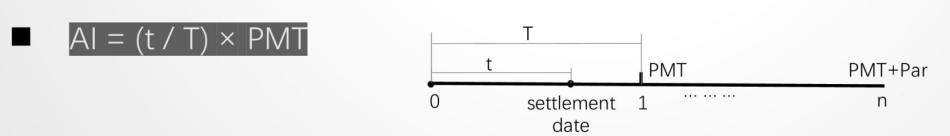 ■ AI = (t / T) × PMT
T
t
PMT
PMT+Par
0
settlement
date
1
... ... ...
n